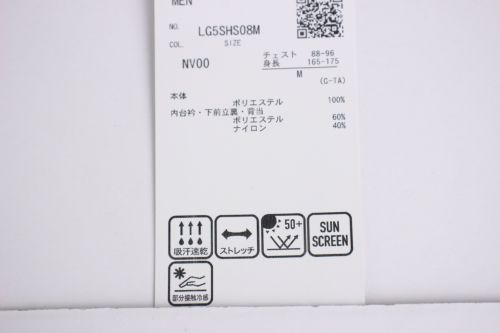 MEN
NO. LG5SHS08M
COL. SIZE
NV00 チェスト 88-96
身長 165-175
M
(G-TA)
本体
ポリエステル 100%
内台衿・下前立裏・背当
ポリエステル 60%
ナイロン 40%
吸汗速乾
ストレッチ
50+
SUN SCREEN
部分接触冷感